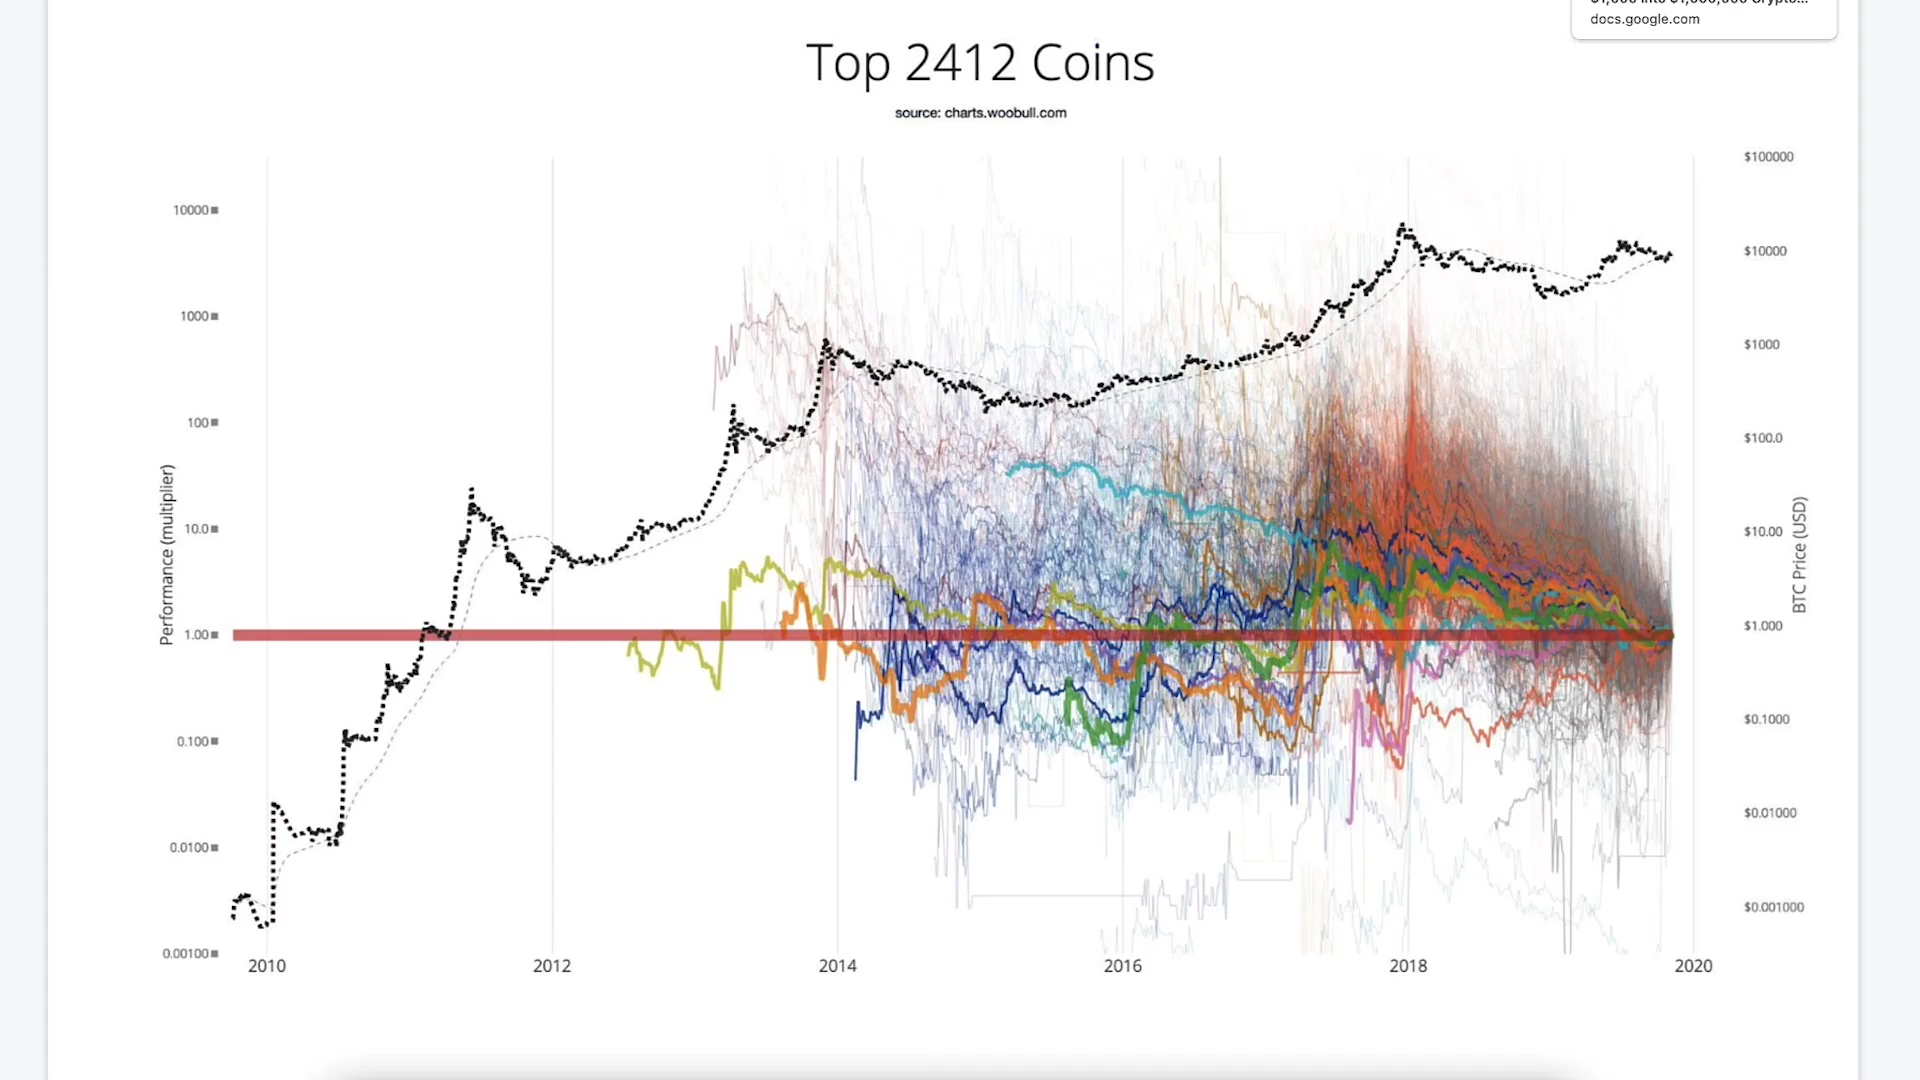 docs.google.com
Top 2412 Coins
source: charts.woobull.com
Performance (multiplier)
10000
1000
100
10.0
1.00
0.100
0.0100
0.00100
$100000
$10000
$1000
$100.0
$10.00
$1.000
$0.1000
$0.01000
$0.001000
BTC Price (USD)
2010 2012 2014 2016 2018 2020